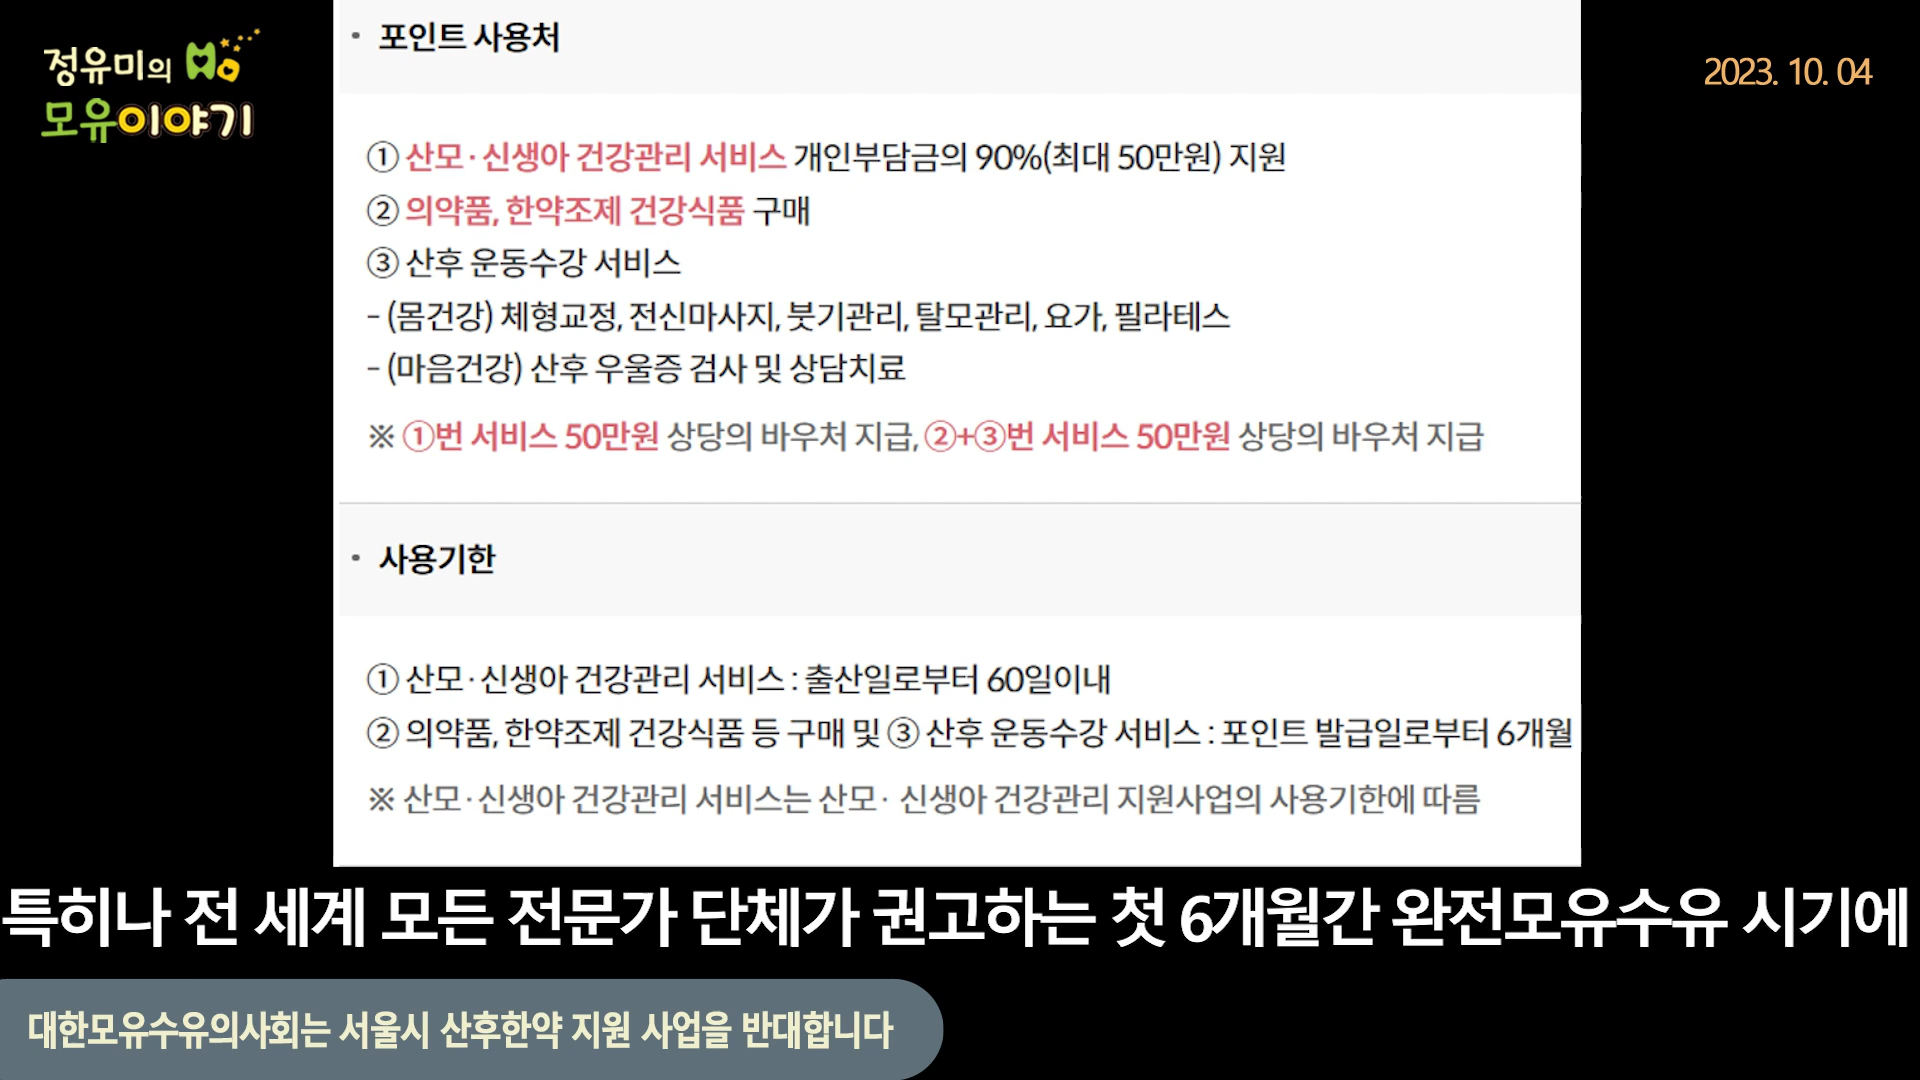 정유미의
모유이야기
2023. 10. 04
• 포인트 사용처
① 산모·신생아 건강관리 서비스 개인부담금의 90%(최대 50만원) 지원
② 의약품, 한약조제 건강식품 구매
③ 산후 운동수강 서비스
- (몸건강) 체형교정, 전신마사지, 붓기관리, 탈모관리, 요가, 필라테스
- (마음건강) 산후 우울증 검사 및 상담치료
※ ①번 서비스 50만원 상당의 바우처 지급, ②+③번 서비스 50만원 상당의 바우처 지급
• 사용기한
① 산모·신생아 건강관리 서비스 : 출산일로부터 60일이내
② 의약품, 한약조제 건강식품 등 구매 및 ③ 산후 운동수강 서비스 : 포인트 발급일로부터 6개월
※ 산모·신생아 건강관리 서비스는 산모· 신생아 건강관리 지원사업의 사용기한에 따름
특히나 전 세계 모든 전문가 단체가 권고하는 첫 6개월간 완전모유수유 시기에
대한모유수유의사회는 서울시 산후한약 지원 사업을 반대합니다